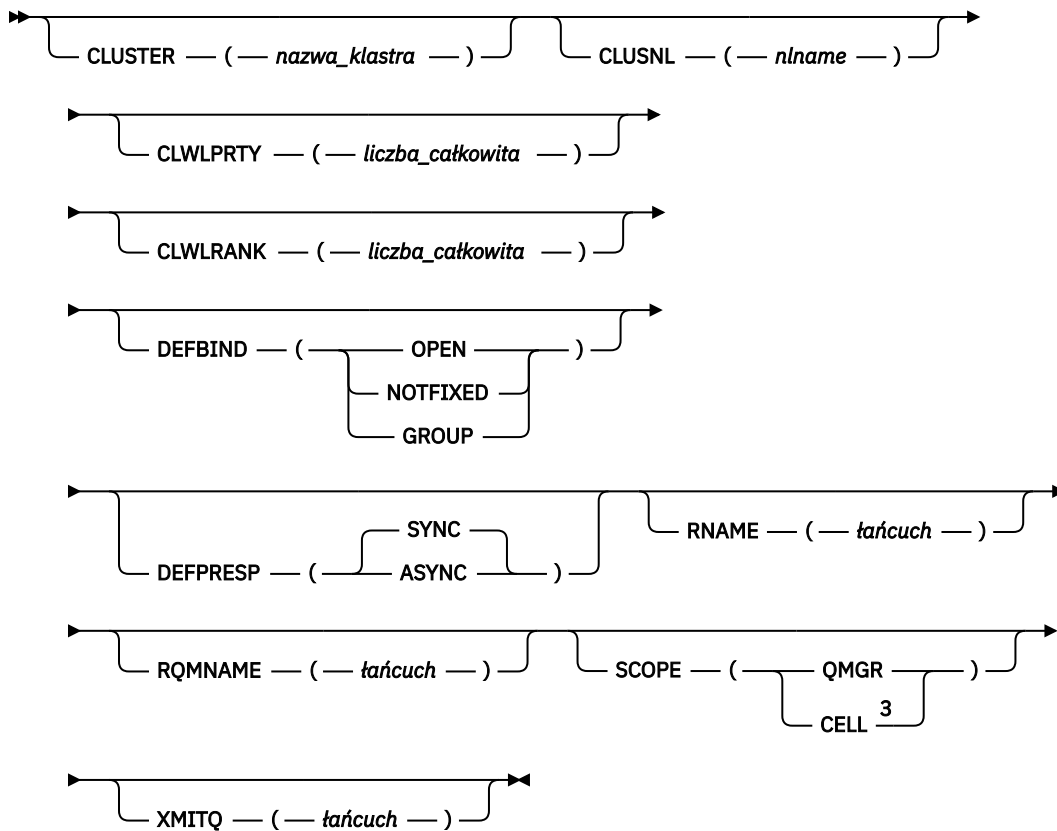 CLUSTER ( nazwa_klastra ) CLUSNL ( nlname )
CLWLPRTY ( liczba_całkowita )
CLWLRANK ( liczba_całkowita )
DEFBIND ( OPEN )
NOTFIXED
GROUP
SYNC
RNAME ( łańcuch )
DEFPRESP ( ASYNC )
RQMNAME ( łańcuch ) SCOPE ( QMGR )
CELL 3
XMITQ ( łańcuch )